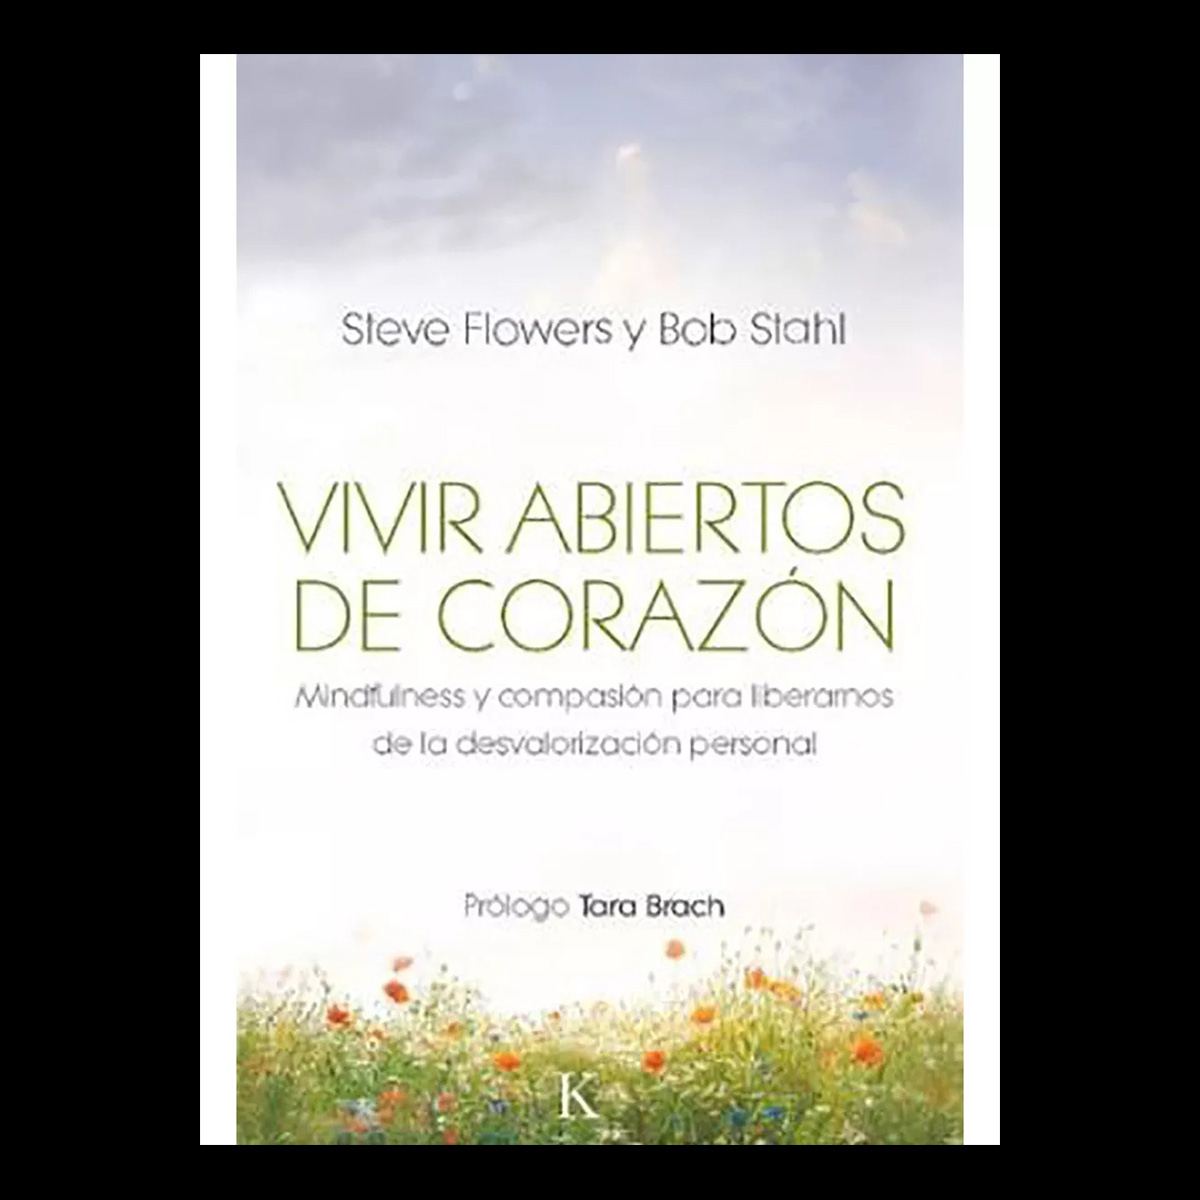 Steve Flowers y Bob Stahl
VIVIR ABIERTOS
DE CORAZÓN
Mindfulness y compasión para liberarnos
de la desvalorización personal
Prólogo Tara Brach
K